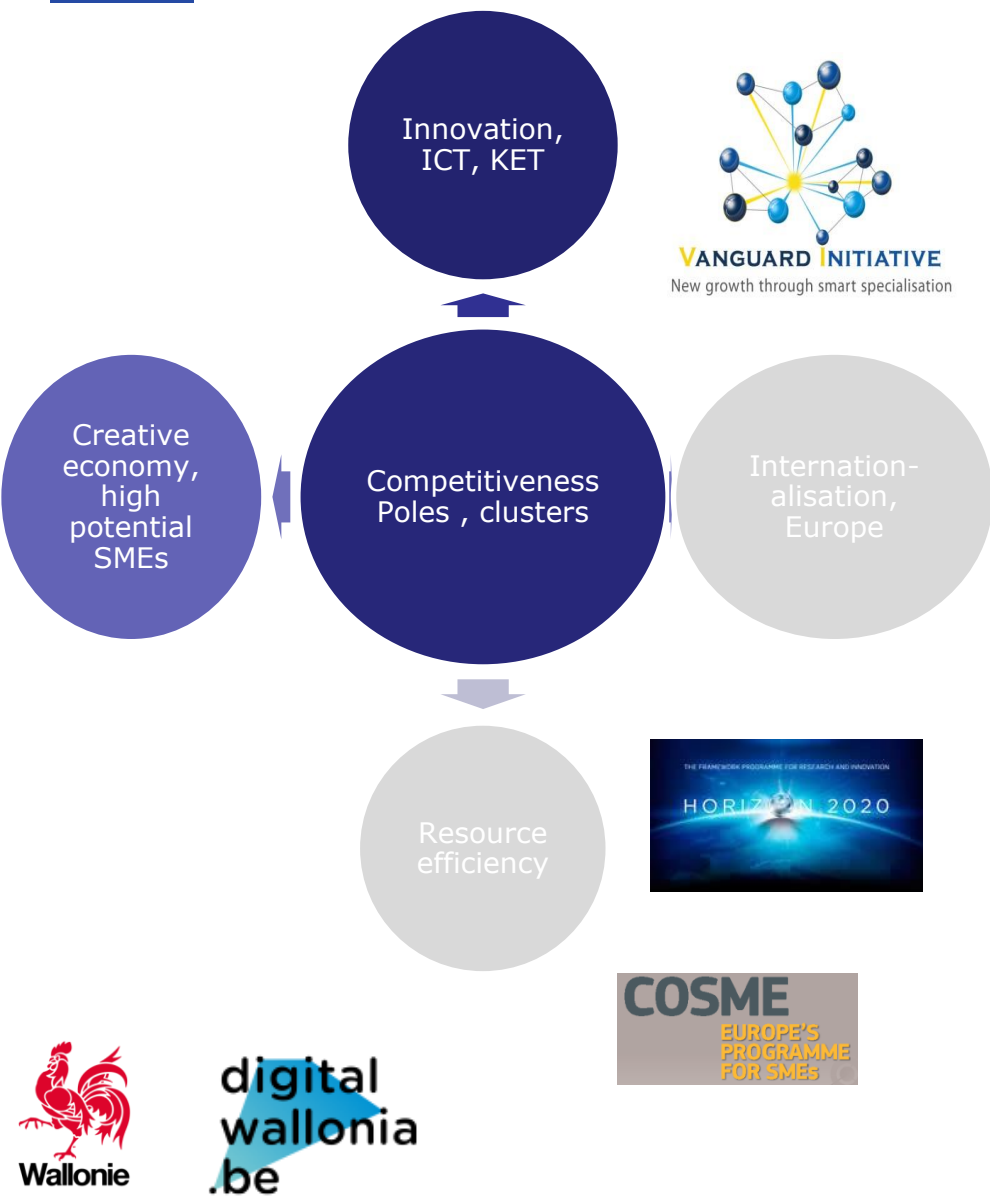 Innovation,
ICT, KET
VANGUARD INITIATIVE
New growth through smart specialisation
Creative
economy,
high
potential
SMEs
Competitiveness
Poles , clusters
Internation-
alisation,
Europe
Resource
efficiency
THE FRAMEWORK PROGRAMME FOR RESEARCH AND INNOVATION
HORIZON 2020
COSME
EUROPE'S
PROGRAMME
FOR SMEs
Wallonie
digital
wallonia
.be